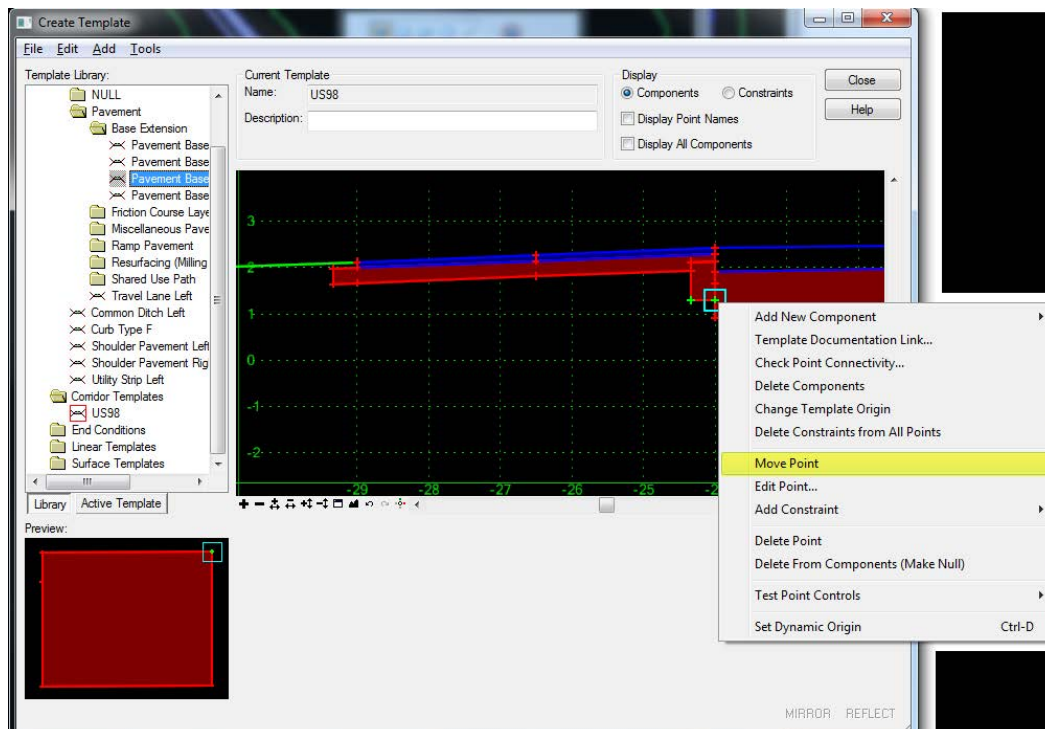 Create Template
File Edit Add Tools
Template Library:
NULL
Pavement
Base Extension
Pavement Base
Pavement Base
Pavement Base
Pavement Base
Friction Course Laye
Miscellaneous Pave
Ramp Pavement
Resurfacing (Milling
Shared Use Path
Travel Lane Left
Common Ditch Left
Curb Type F
Shoulder Pavement Left
Shoulder Pavement Rig
Utility Strip Left
Corridor Templates
US98
End Conditions
Linear Templates
Surface Templates
Library Active Template
Preview:
Current Template
Name: US98
Description:
Display
Components Constraints
Display Point Names
Display All Components
Close
Help
3
2
1
0
-1
-2
-29 -28 -27 -26 -25 -2
Add New Component
Template Documentation Link...
Check Point Connectivity...
Delete Components
Change Template Origin
Delete Constraints from All Points
Move Point
Edit Point...
Add Constraint
Delete Point
Delete From Components (Make Null)
Test Point Controls
Set Dynamic Origin Ctrl-D
MIRROR REFLECT